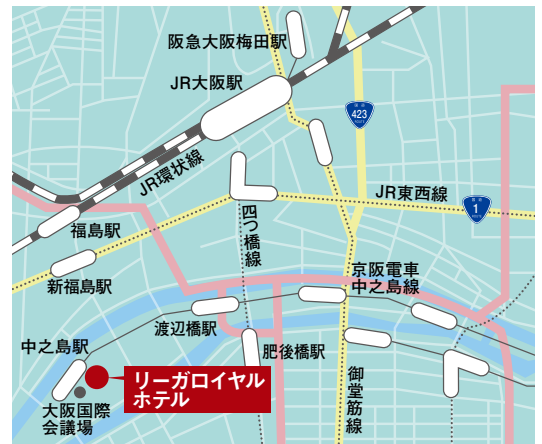 阪急大阪梅田駅
JR大阪駅
423
JR環状線
JR東西線
1
福島駅
四つ橋線
新福島駅
京阪電車
中之島線
渡辺橋駅
中之島駅
肥後橋駅
リーガロイヤル
ホテル
御堂筋線
大阪国際
会議場